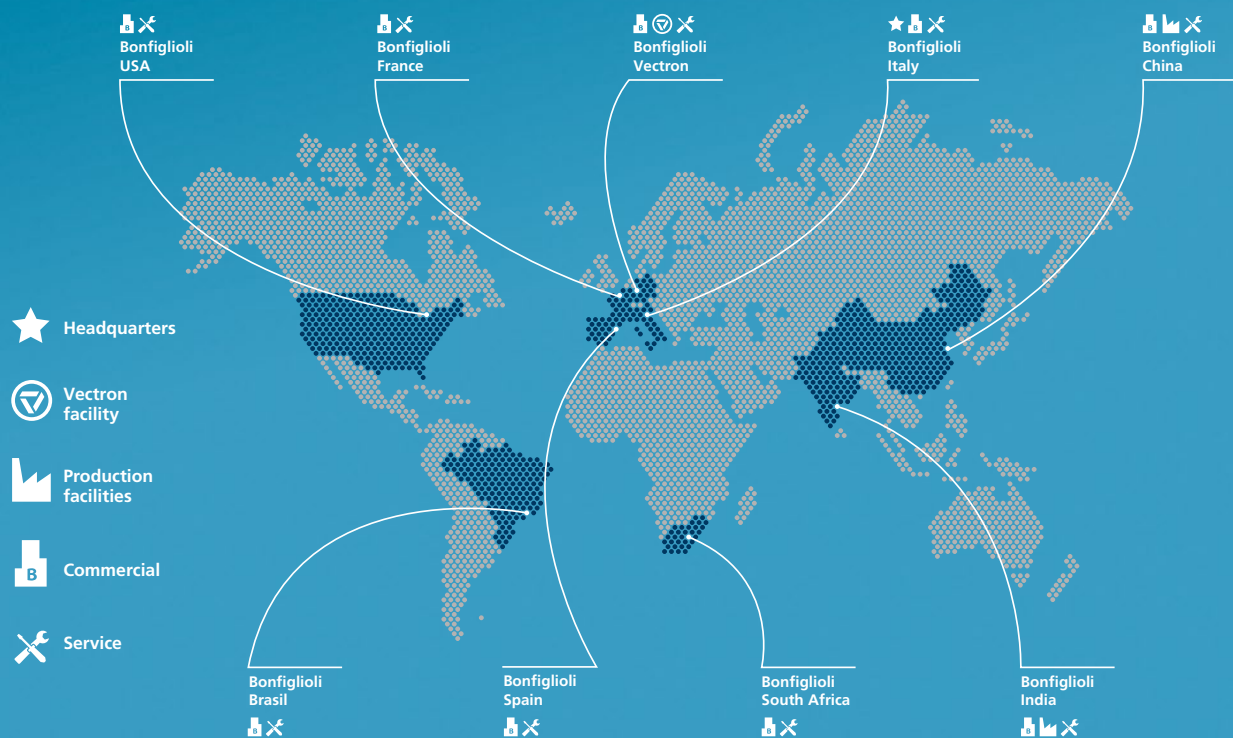 Bonfiglioli
USA
Bonfiglioli
France
Bonfiglioli
Vectron
Bonfiglioli
Italy
Bonfiglioli
China
Headquarters
Vectron
facility
Production
facilities
B
Commercial
Service
Bonfiglioli
Brasil
Bonfiglioli
Spain
Bonfiglioli
South Africa
Bonfiglioli
India